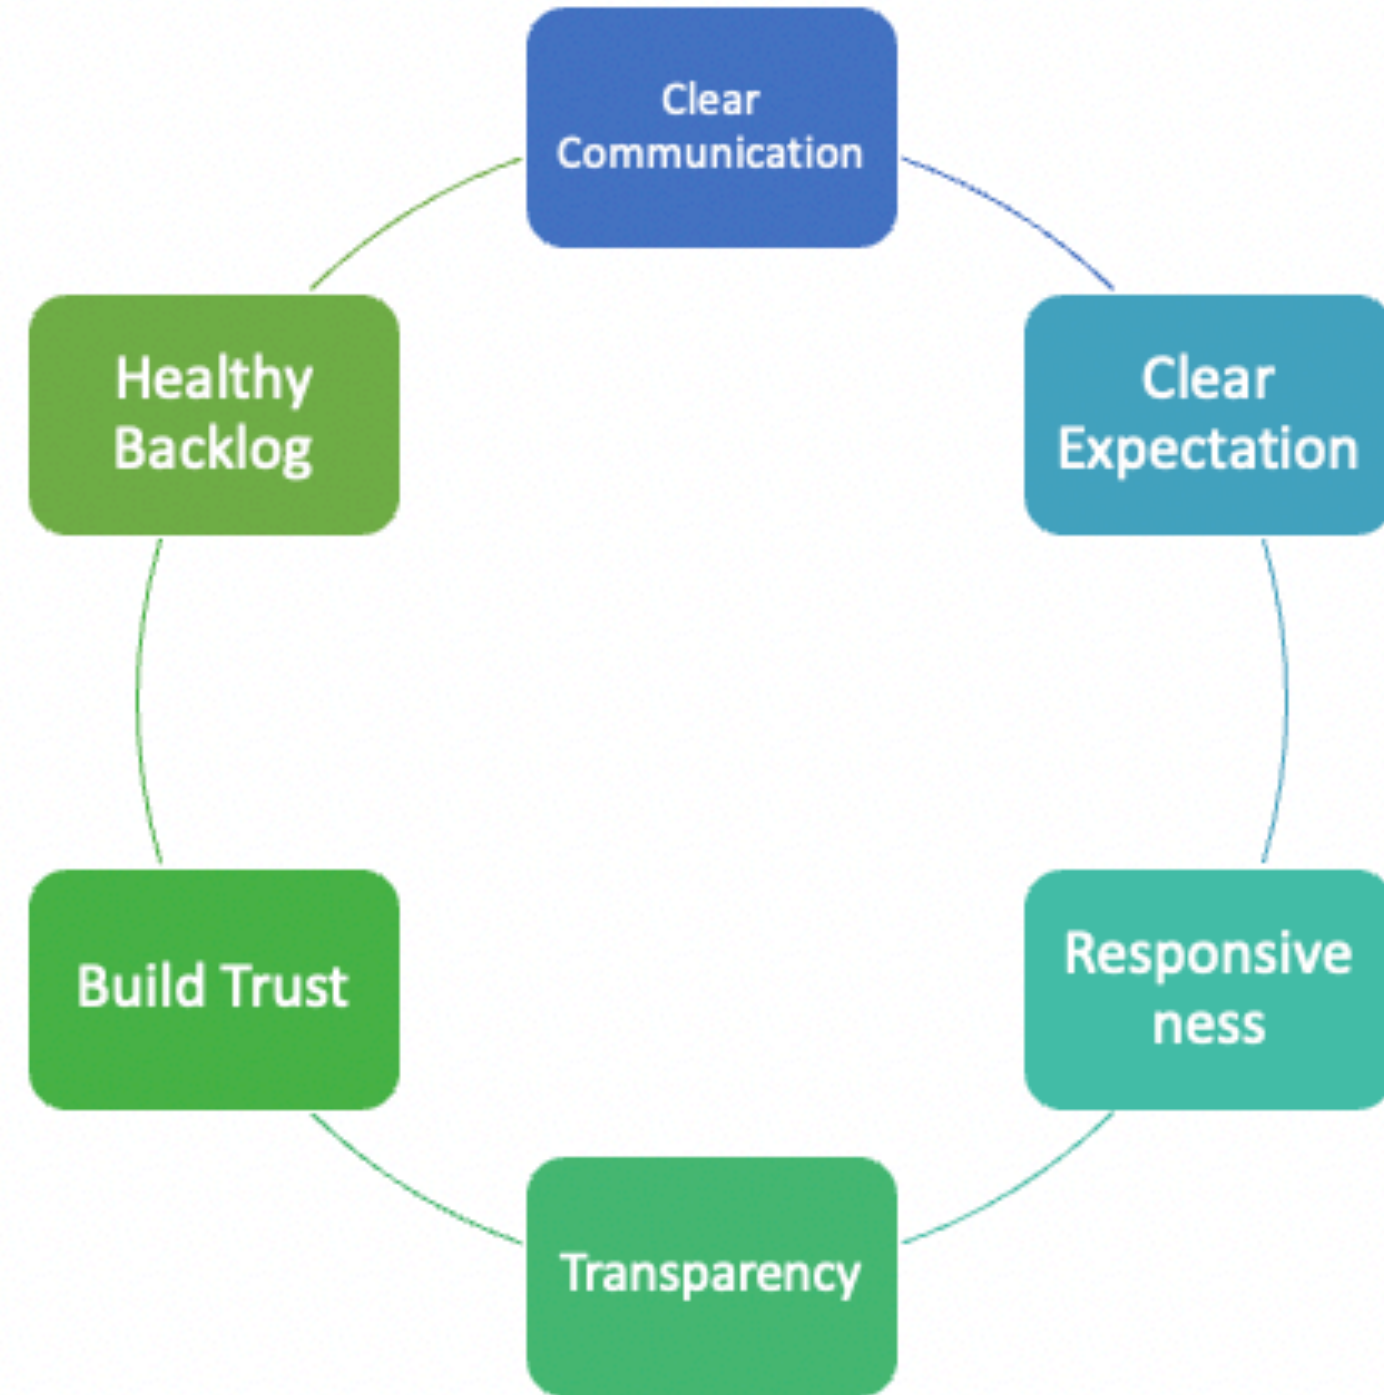 Clear
Communication
Clear
Expectation
Responsive
ness
Transparency
Build Trust
Healthy
Backlog